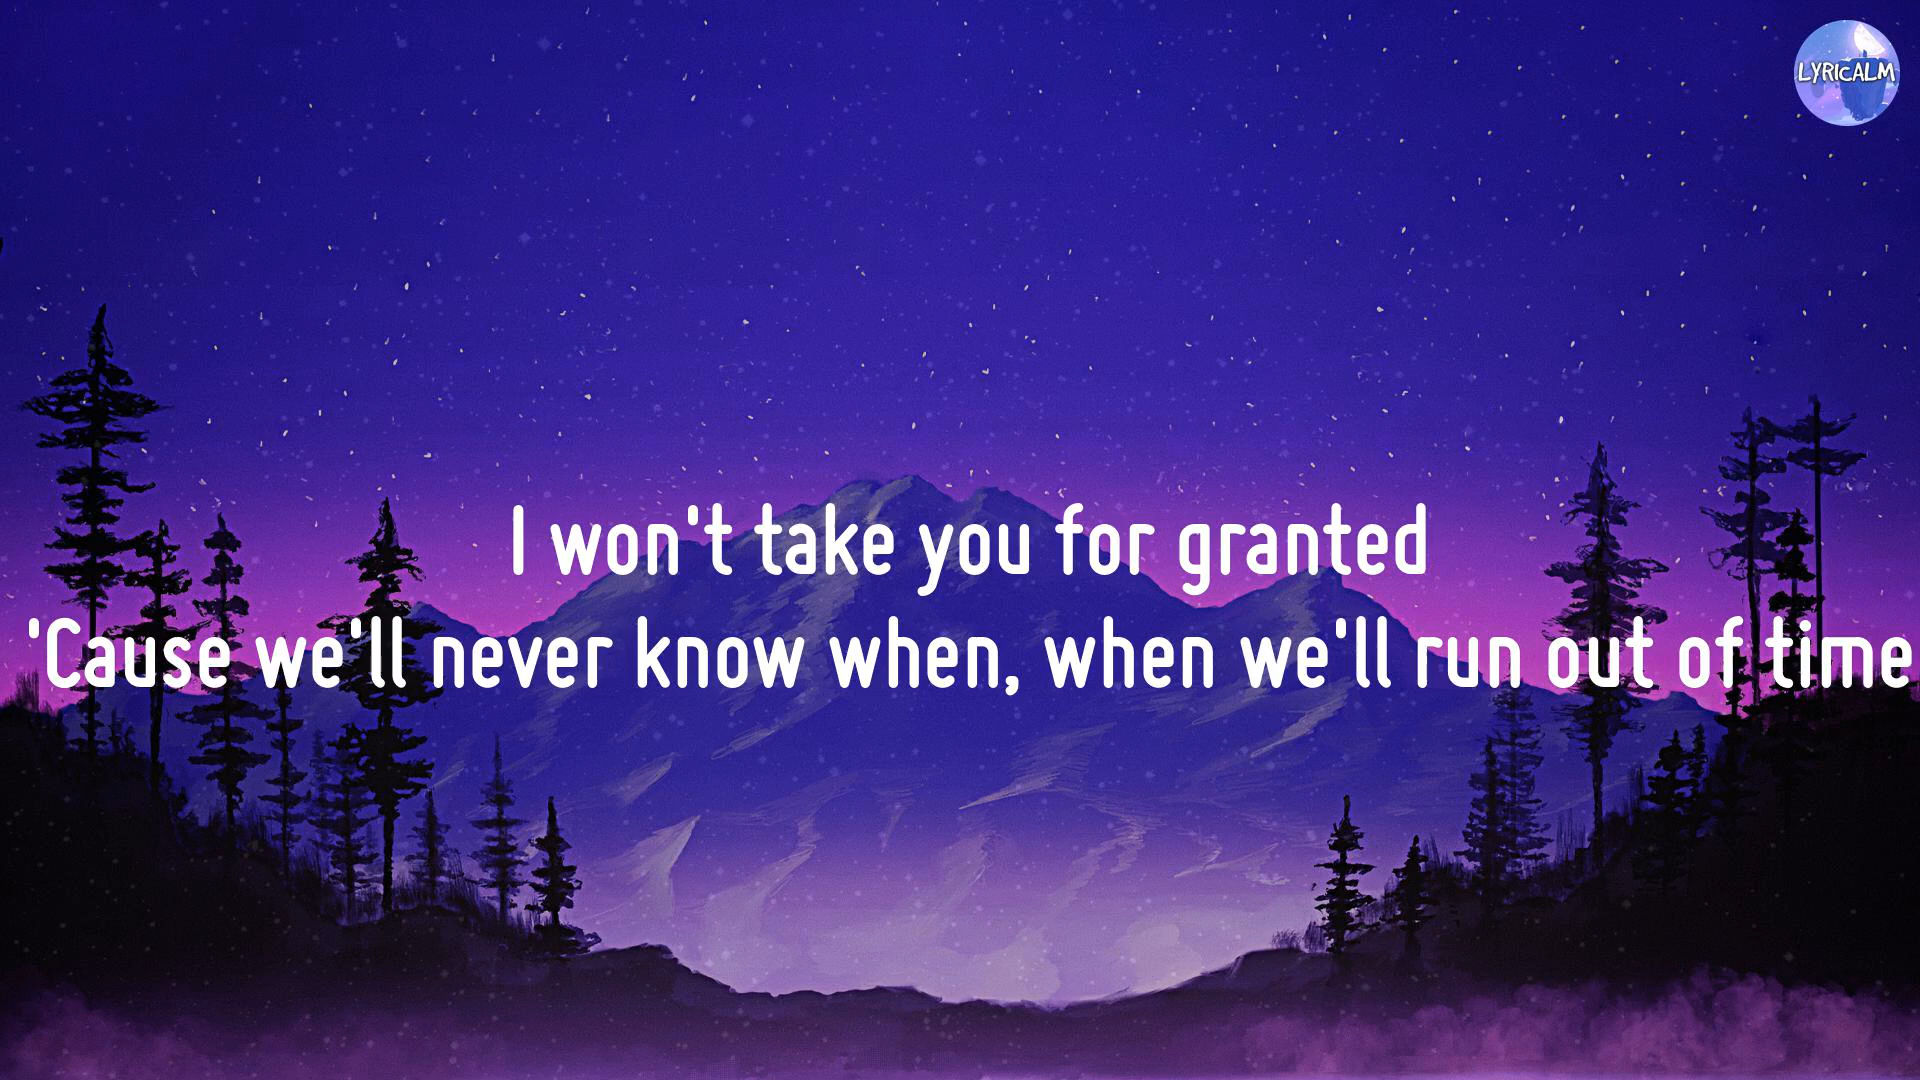 LYRICALM
I won't take you for granted
'Cause we'll never know when, when we'll run out of time